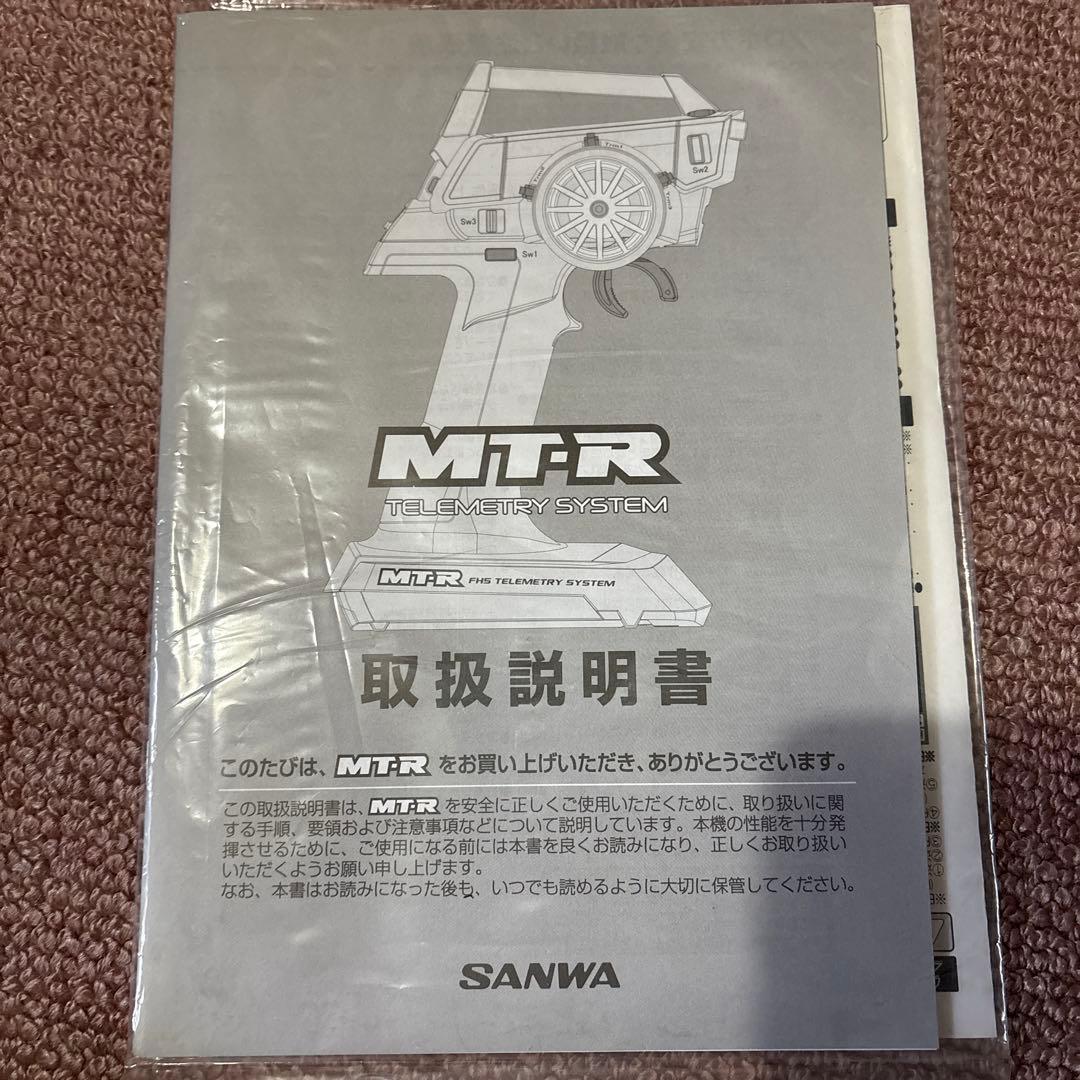 Trm1
Sw2
Trm2
Trm3
Sw3
Sw1
MT-R
TELEMETRY SYSTEM
MT-R FH5 TELEMETRY SYSTEM
取扱説明書
このたびは、MT-R をお買い上げいただき、ありがとうございます。
この取扱説明書は、MT-R を安全に正しくご使用いただくために、取り扱いに関
する手順、要領および注意事項などについて説明しています。本機の性能を十分発
揮させるために、ご使用になる前には本書を良くお読みになり、正しくお取り扱い
いただくようお願い申し上げます。
なお、本書はお読みになった後も、いつでも読めるように大切に保管してください。
SANWA